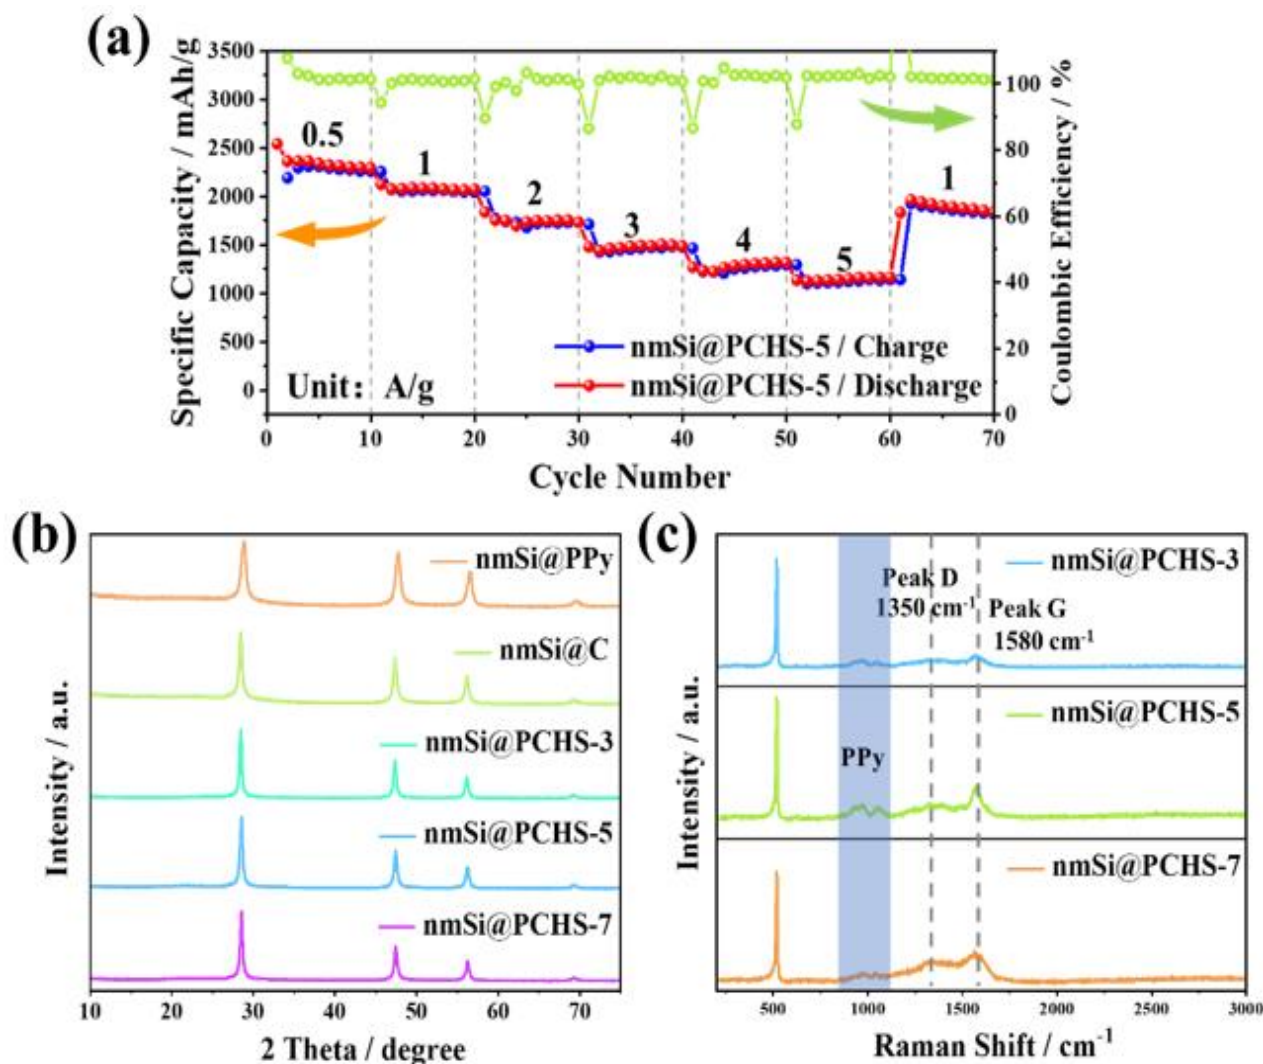 (a)
3500
3000
2500
2000
1500
1000
500
0
Specific Capacity / mAh/g
0.5
1
2
3
4
5
1
nmSi@PCHS-5 / Charge
nmSi@PCHS-5 / Discharge
Unit: A/g
100
80
60
40
20
0
Coulombic Efficiency / %
0 10 20 30 40 50 60 70
Cycle Number
(b)
nmSi@PPy
nmSi@C
nmSi@PCHS-3
nmSi@PCHS-5
nmSi@PCHS-7
Intensity / a.u.
10 20 30 40 50 60 70
2 Theta / degree
(c)
nmSi@PCHS-3
Peak D
1350 cm⁻¹
Peak G
1580 cm⁻¹
nmSi@PCHS-5
PPy
nmSi@PCHS-7
Intensity / a.u.
500 1000 1500 2000 2500 3000
Raman Shift / cm⁻¹